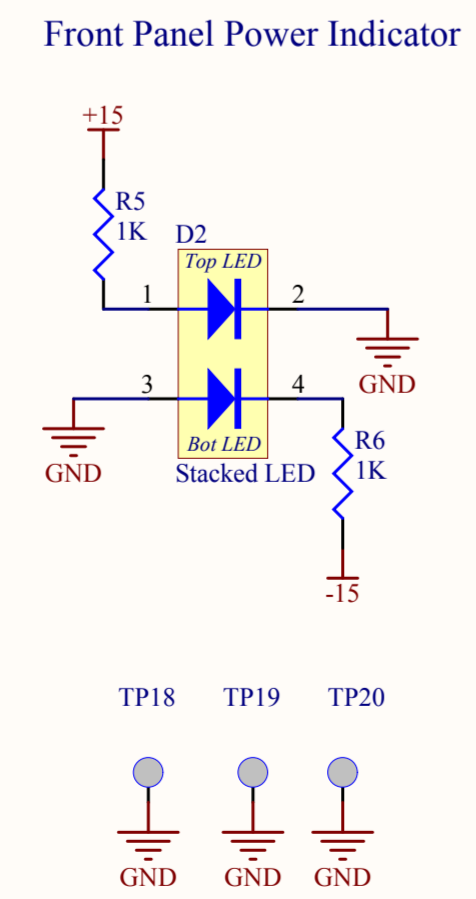 Front Panel Power Indicator
+15
R5
1K
D2
Top LED
1
2
GND
3
4
GND
Bot LED
Stacked LED
R6
1K
-15
TP18 TP19 TP20
GND GND GND